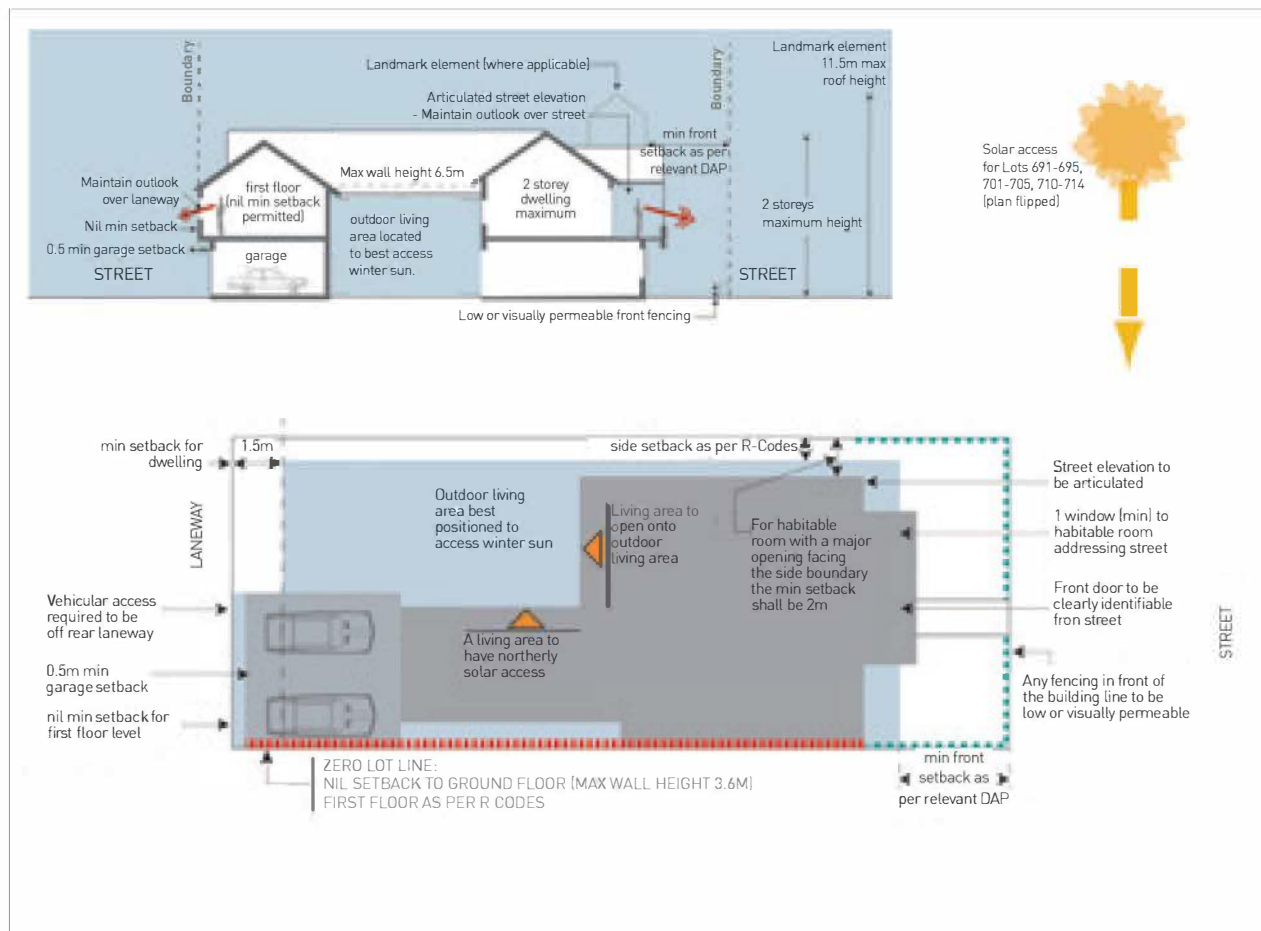 Boundary
Landmark element (where applicable)
Articulated street elevation
- Maintain outlook over street
Boundary
Landmark element
11.5m max
roof height
min front
setback as per
relevant DAP
Max wall height 6.5m
Maintain outlook
over laneway
first floor
(nil min setback
permitted)
2 storey
dwelling
maximum
2 storeys
maximum height
Nil min setback
0.5 min garage setback
outdoor living
area located
to best access
winter sun.
garage
STREET
STREET
Low or visually permeable front fencing
Solar access
for Lots 691-695,
701-705, 710-714
(plan flipped)
min setback for
dwelling
1.5m
side setback as per R-Codes
LANEWAY
Outdoor living
area best
positioned to
access winter sun
Living area to
open onto
outdoor
living area
For habitable
room with a major
opening facing
the side boundary
the min setback
shall be 2m
Street elevation to
be articulated
1 window (min) to
habitable room
addressing street
Front door to be
clearly identifiable
fron street
STREET
Any fencing in front of
the building line to be
low or visually permeable
Vehicular access
required to be
off rear laneway
0.5m min
garage setback
nil min setback for
first floor level
A living area to
have northerly
solar access
ZERO LOT LINE:
NIL SETBACK TO GROUND FLOOR (MAX WALL HEIGHT 3.6M)
FIRST FLOOR AS PER R CODES
min front
setback as
per relevant DAP